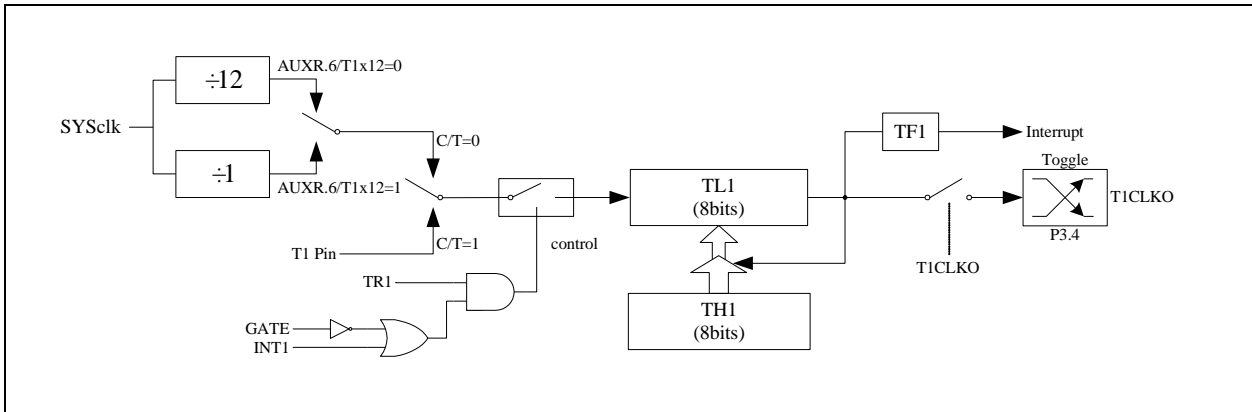 ÷12
AUXR.6/T1x12=0
SYSclk
÷1
AUXR.6/T1x12=1
C/T=0
T1 Pin
C/T=1
control
TR1
GATE
INT1
TL1
(8bits)
TH1
(8bits)
TF1
Interrupt
Toggle
T1CLKO
P3.4
T1CLKO